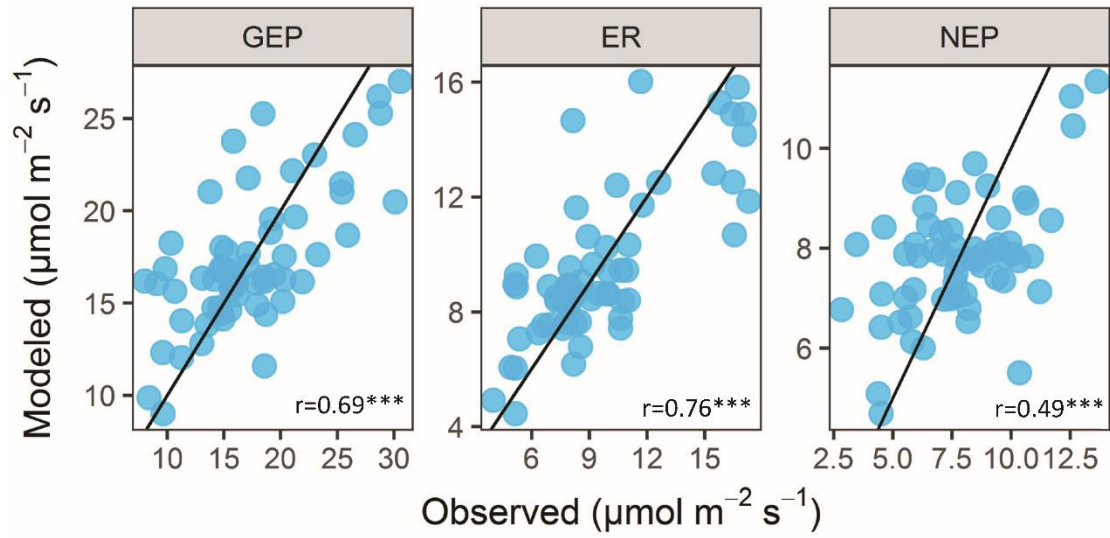 GEP ER NEP
Modeled (μmol m⁻² s⁻¹)
25
20
15
10
16
12
8
4
10
8
6
r=0.69*** r=0.76*** r=0.49***
10 15 20 25 30 6 9 12 15 2.5 5.0 7.5 10.0 12.5
Observed (μmol m⁻² s⁻¹)